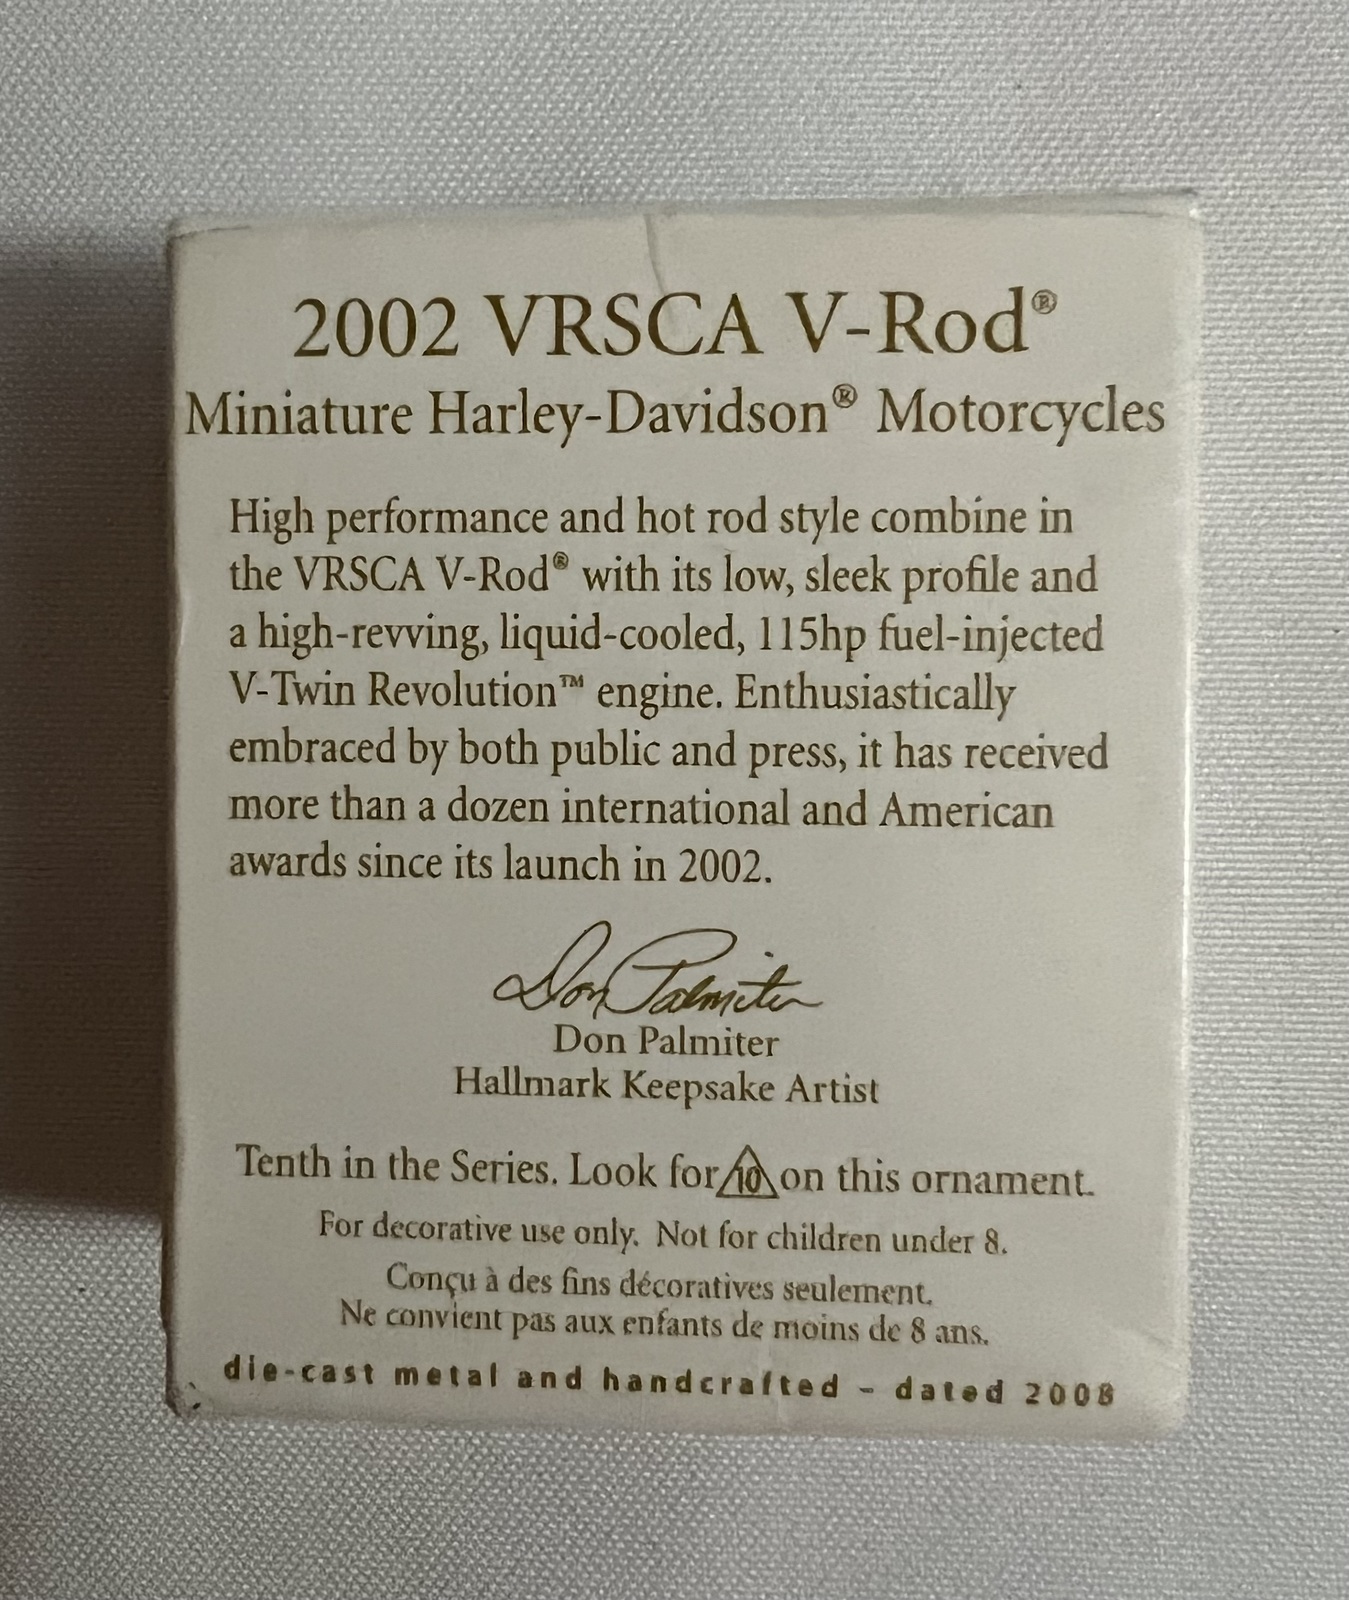 2002 VRSCA V-Rod®
Miniature Harley-Davidson® Motorcycles
High performance and hot rod style combine in
the VRSCA V-Rod® with its low, sleek profile and
a high-revving, liquid-cooled, 115hp fuel-injected
V-Twin Revolution™ engine. Enthusiastically
embraced by both public and press, it has received
more than a dozen international and American
awards since its launch in 2002.
Don Palmiter
Don Palmiter
Hallmark Keepsake Artist
Tenth in the Series. Look for 10 on this ornament.
For decorative use only. Not for children under 8.
Conçu à des fins décoratives seulement.
Ne convient pas aux enfants de moins de 8 ans.
die-cast metal and handcrafted – dated 2008